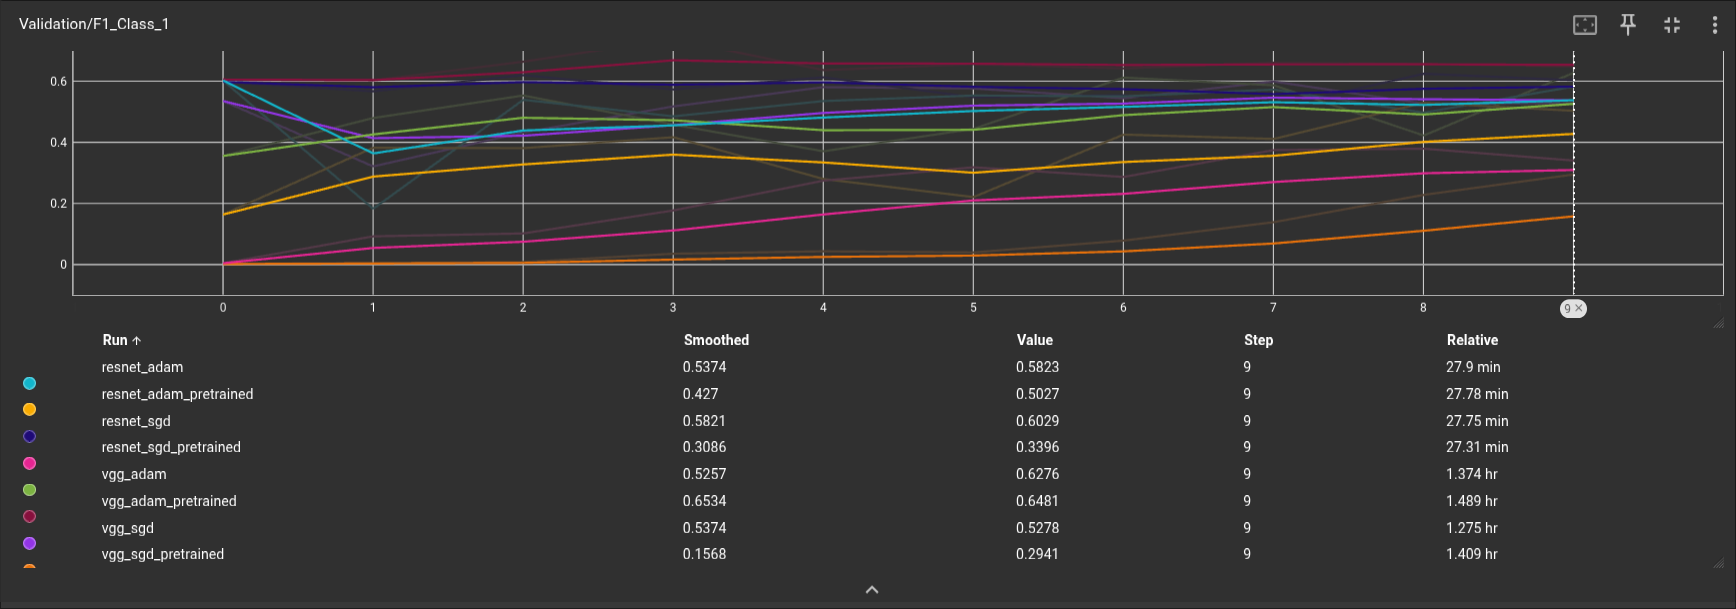 Validation/F1_Class_1
0.6
0.4
0.2
0
0 1 2 3 4 5 6 7 8 9 ×
Run ↑ Smoothed Value Step Relative
resnet_adam 0.5374 0.5823 9 27.9 min
resnet_adam_pretrained 0.427 0.5027 9 27.78 min
resnet_sgd 0.5821 0.6029 9 27.75 min
resnet_sgd_pretrained 0.3086 0.3396 9 27.31 min
vgg_adam 0.5257 0.6276 9 1.374 hr
vgg_adam_pretrained 0.6534 0.6481 9 1.489 hr
vgg_sgd 0.5374 0.5278 9 1.275 hr
vgg_sgd_pretrained 0.1568 0.2941 9 1.409 hr